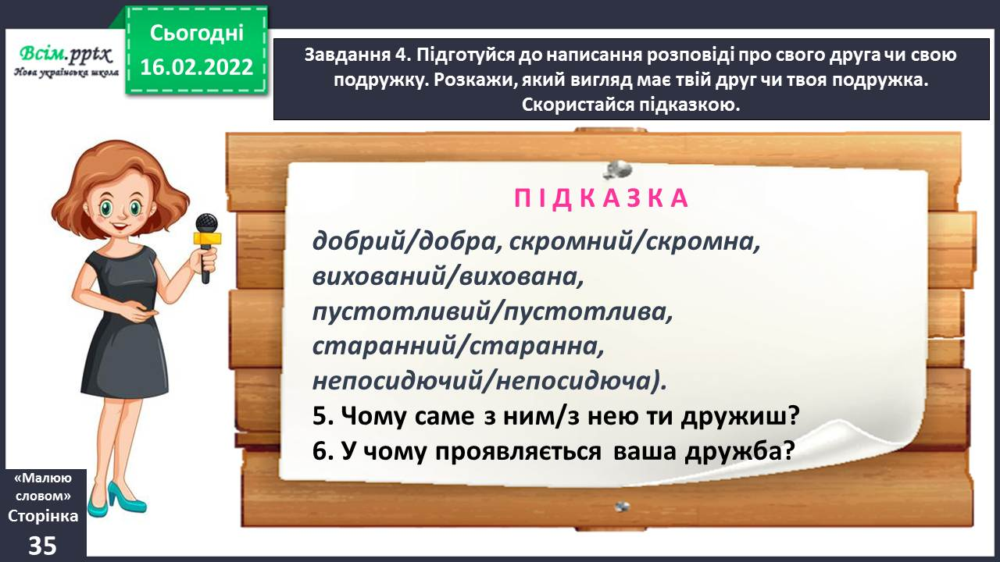 Сьогодні
16.02.2022
Всім.pptx
Нова українська школа
Завдання 4. Підготуйся до написання розповіді про свого друга чи свою
подружку. Розкажи, який вигляд має твій друг чи твоя подружка.
Скористайся підказкою.
П І Д К А З К А
добрий/добра, скромний/скромна,
вихований/вихована,
пустотливий/пустотлива,
старанний/старанна,
непосидючий/непосидюча).
5. Чому саме з ним/з нею ти дружиш?
6. У чому проявляється ваша дружба?
«Малюю
словом»
Сторінка
35